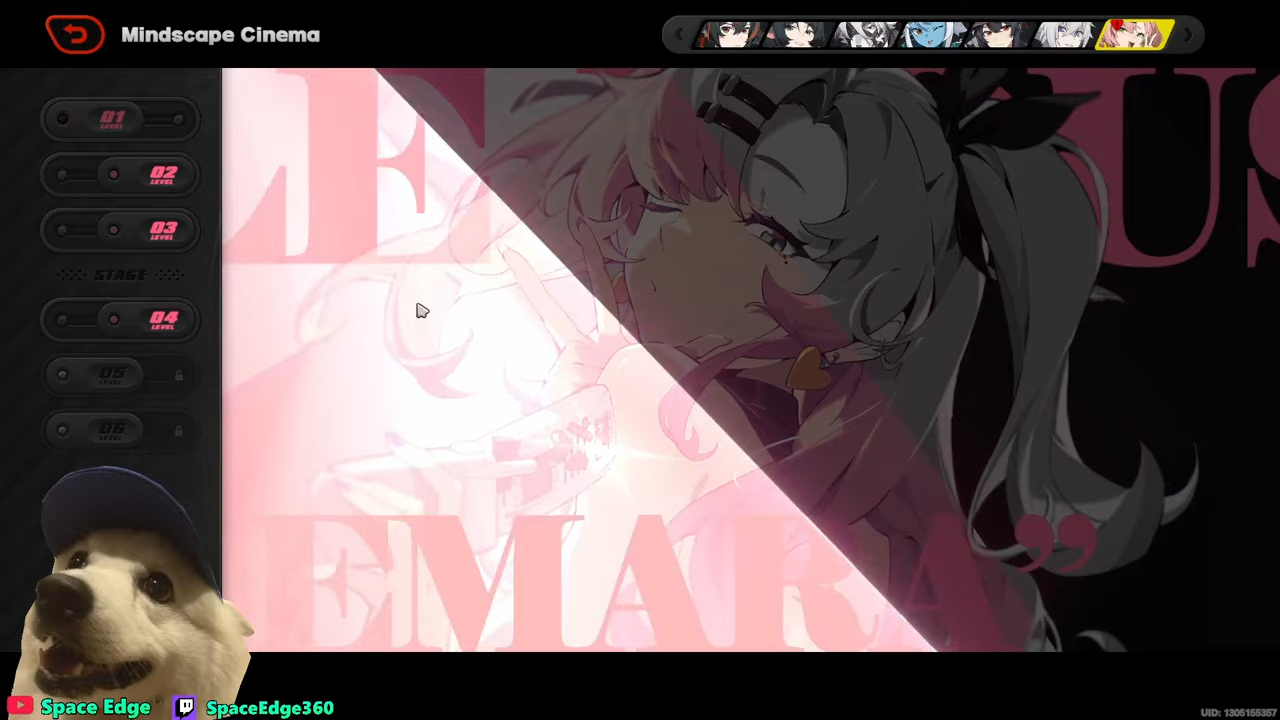 Mindscape Cinema
01
LEVEL
02
LEVEL
03
LEVEL
STAGE
04
LEVEL
05
LEVEL
06
LEVEL
EMARA”
Space Edge
SpaceEdge360
UID: 1305155357